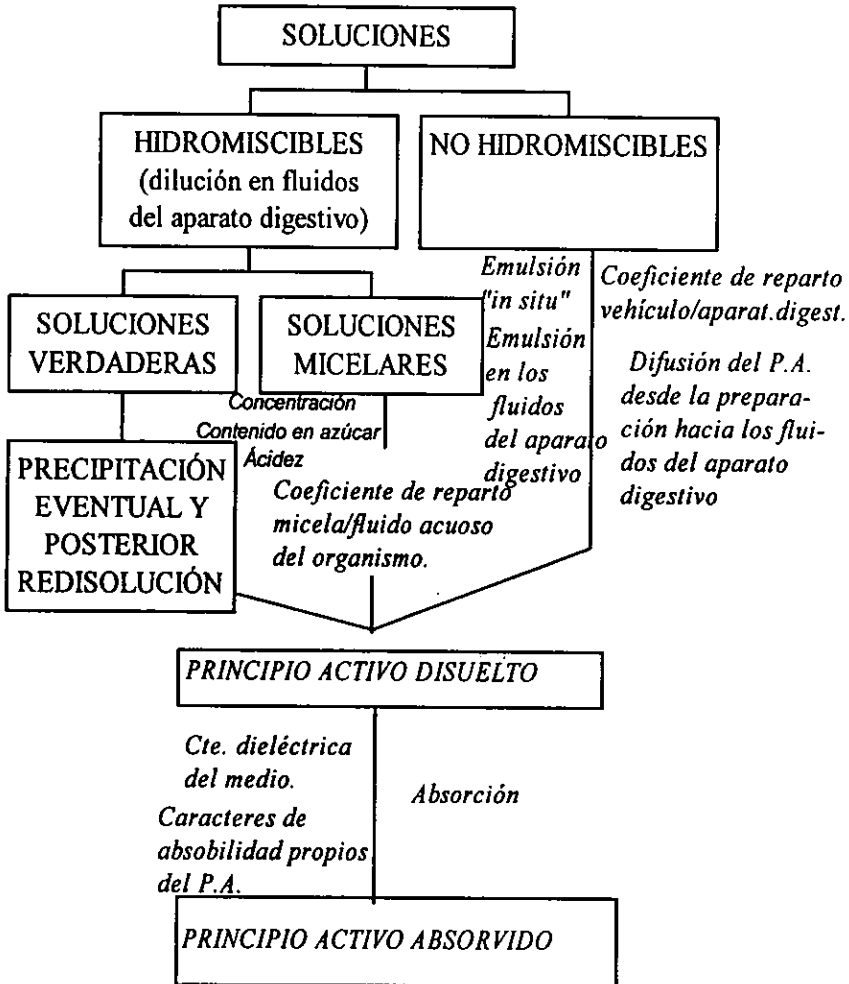 SOLUCIONES
HIDROMISCIBLES
(dilución en fluidos
del aparato digestivo)
NO HIDROMISCIBLES
SOLUCIONES
VERDADERAS
SOLUCIONES
MICELARES
Emulsión
"in situ"
Emulsión
en los
fluidos
del aparato
digestivo
Coeficiente de reparto
vehículo/aparat.digest.
Difusión del P.A.
desde la prepara-
ción hacia los flui-
dos del aparato
digestivo
Concentración
Contenido en azúcar
Ácidez
PRECIPITACIÓN
EVENTUAL Y
POSTERIOR
REDISOLUCIÓN
Coeficiente de reparto
micela/fluido acuoso
del organismo.
PRINCIPIO ACTIVO DISUELTO
Cte. dieléctrica
del medio.
Caracteres de
absobilidad propios
del P.A.
Absorción
PRINCIPIO ACTIVO ABSORVIDO